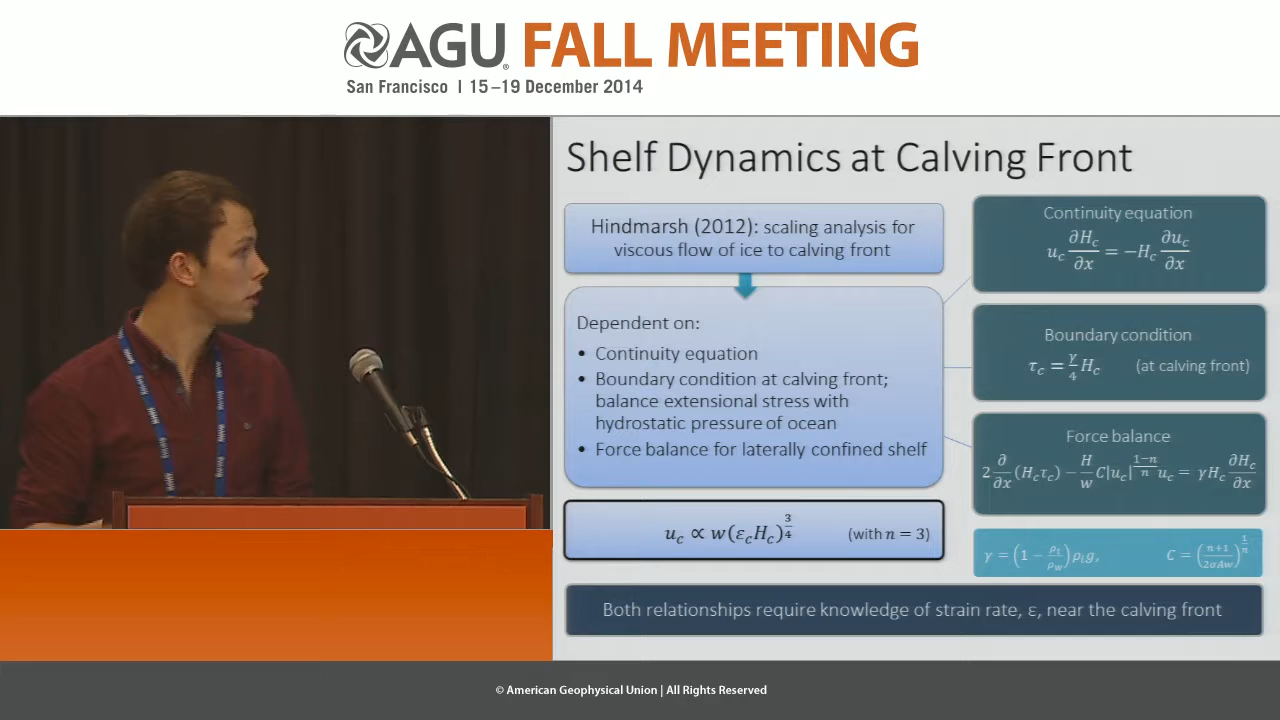 AGU FALL MEETING
San Francisco | 15–19 December 2014
Shelf Dynamics at Calving Front
Hindmarsh (2012): scaling analysis for
viscous flow of ice to calving front
Dependent on:
• Continuity equation
• Boundary condition at calving front;
balance extensional stress with
hydrostatic pressure of ocean
• Force balance for laterally confined shelf
u_c ∝ w(ε_c H_c)^{3/4} (with n = 3)
Continuity equation
u_c ∂H_c/∂x = −H_c ∂u_c/∂x
Boundary condition
τ_c = γ/4 H_c (at calving front)
Force balance
2 ∂/∂x (H_c τ_c) − H/w C|u_c|^{(1−n)/n} u_c = γH_c ∂H_c/∂x
γ = (1 − ρ_i/ρ_w) ρ_i g, C = ((n+1)/(2σAw))^{1/n}
Both relationships require knowledge of strain rate, ε, near the calving front
© American Geophysical Union | All Rights Reserved